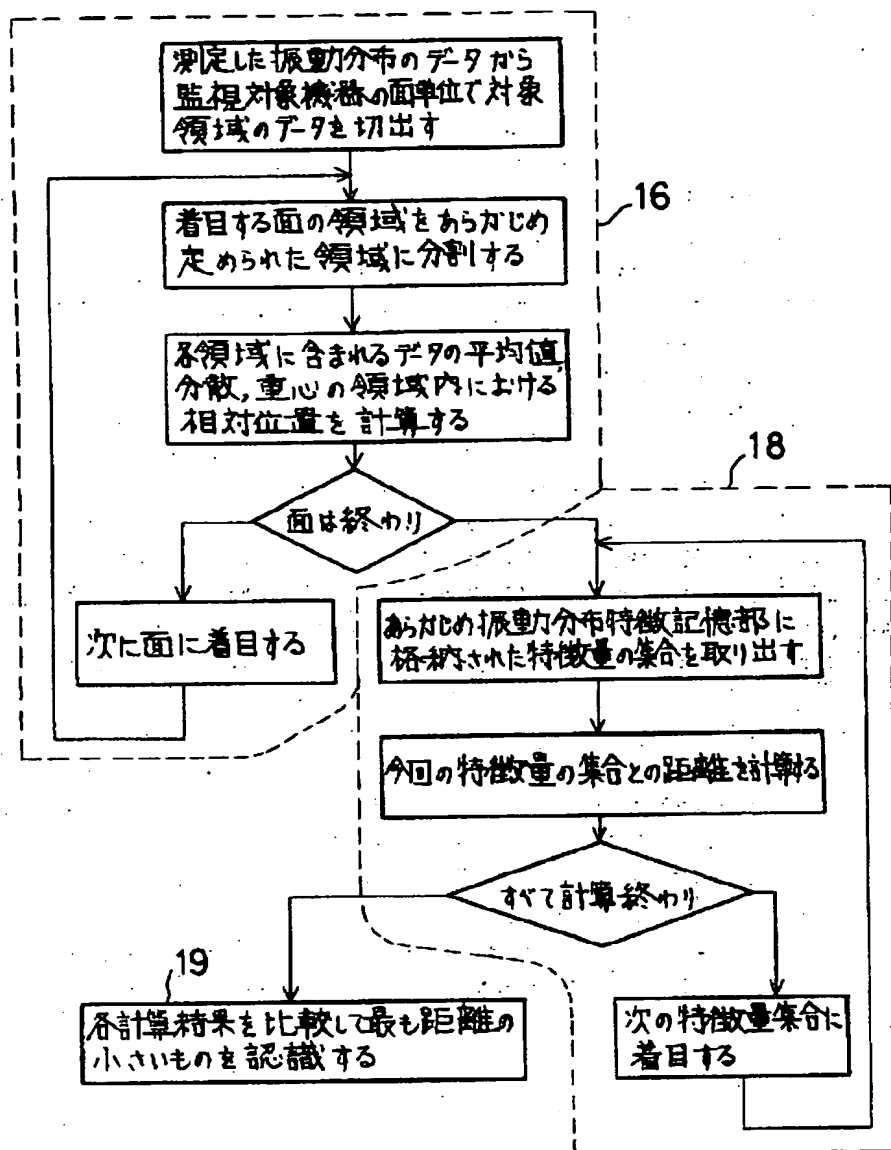 測定した振動分布のデータから
監視対象機器の面単位で対象
領域のデータを切出す
16
着目する面の領域をあらかじめ
定められた領域に分割する
各領域に含まれるデータの平均値
分散,重心の領域内における
相対位置を計算する
18
面は終わり
次に面に着目する
あらかじめ振動分布特徴記憶部に
格納された特徴量の集合を取り出す
今回の特徴量の集合との距離を計算する
すべて計算終わり
19
各計算結果を比較して最も距離の
小さいものを認識する
次の特徴量集合に
着目する